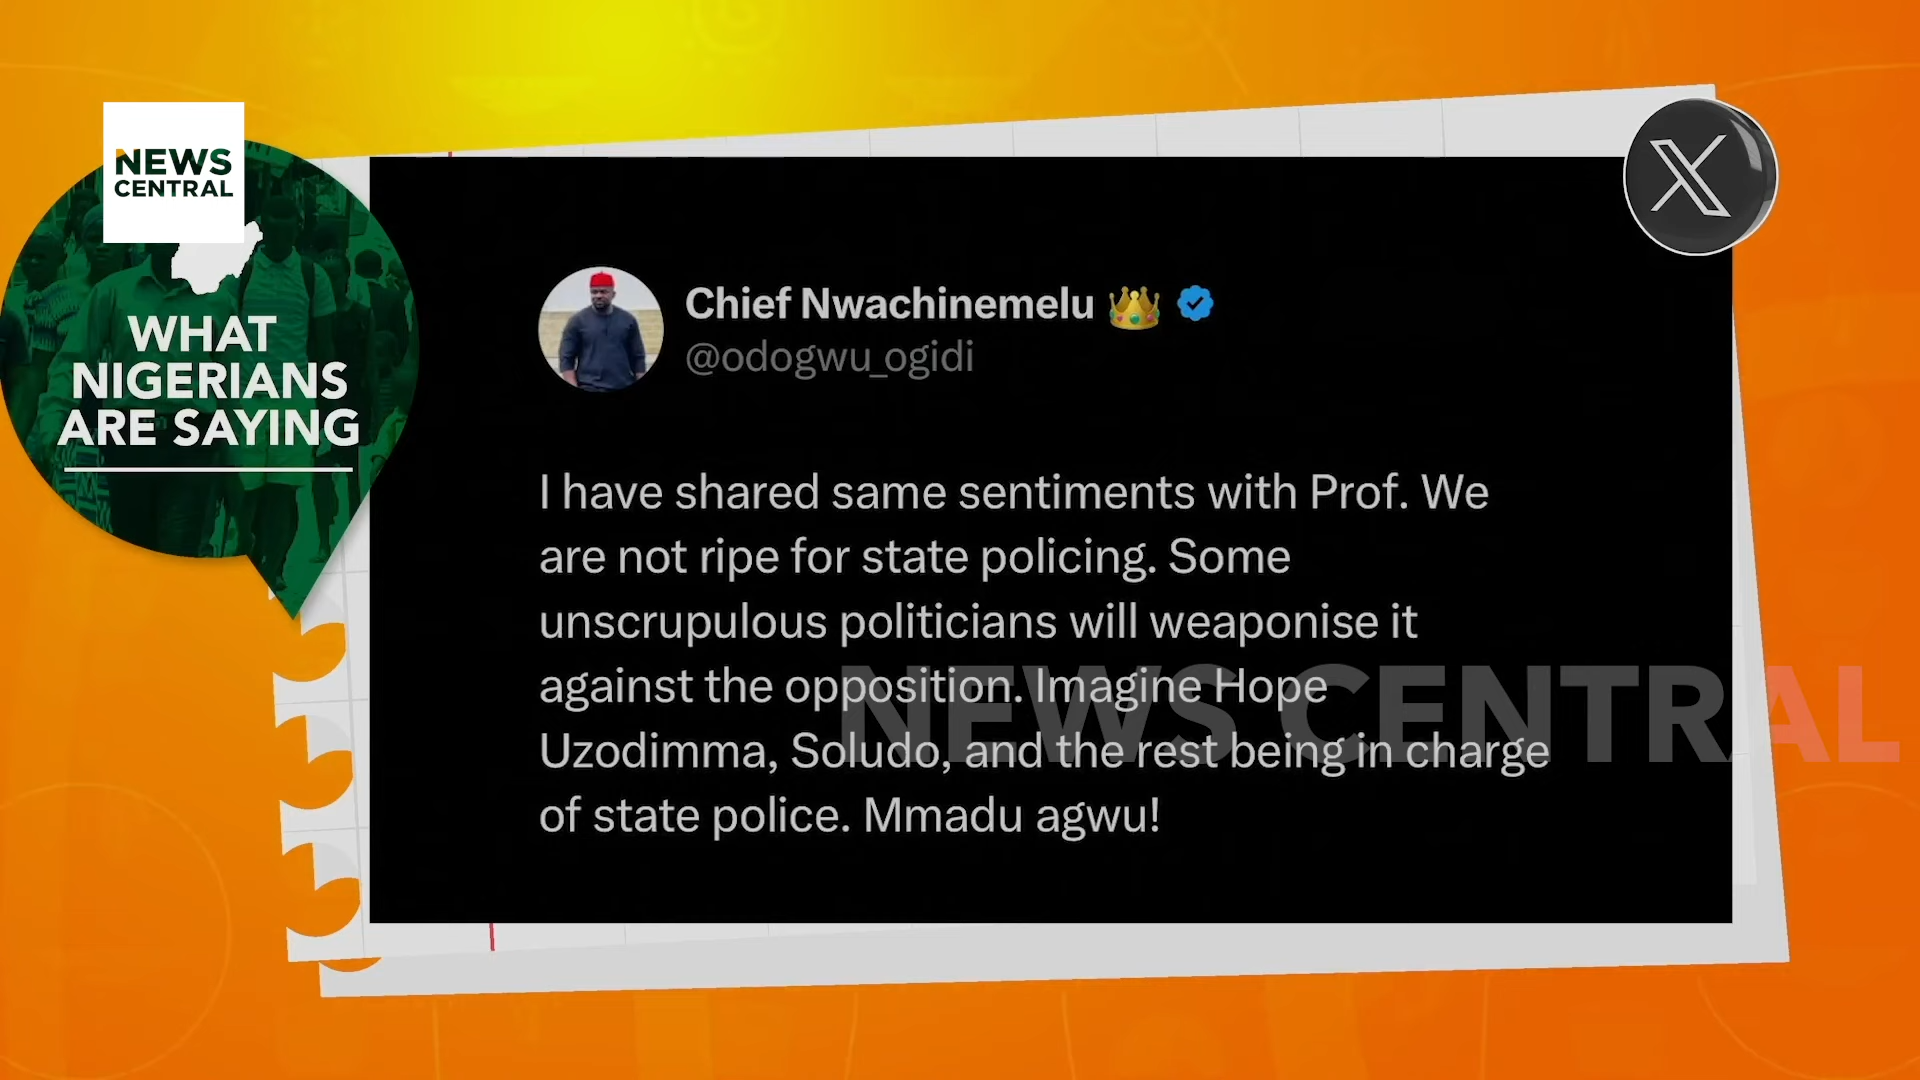 NEWS
CENTRAL
WHAT
NIGERIANS
ARE SAYING
Chief Nwachinemelu
@odogwu_ogidi
I have shared same sentiments with Prof. We
are not ripe for state policing. Some
unscrupulous politicians will weaponise it
against the opposition. Imagine Hope
Uzodimma, Soludo, and the rest being in charge
of state police. Mmadu agwu!
NEWS CENTRAL